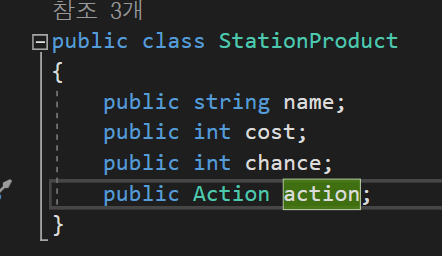 참조 3개
public class StationProduct
{
public string name;
public int cost;
public int chance;
public Action action;
}